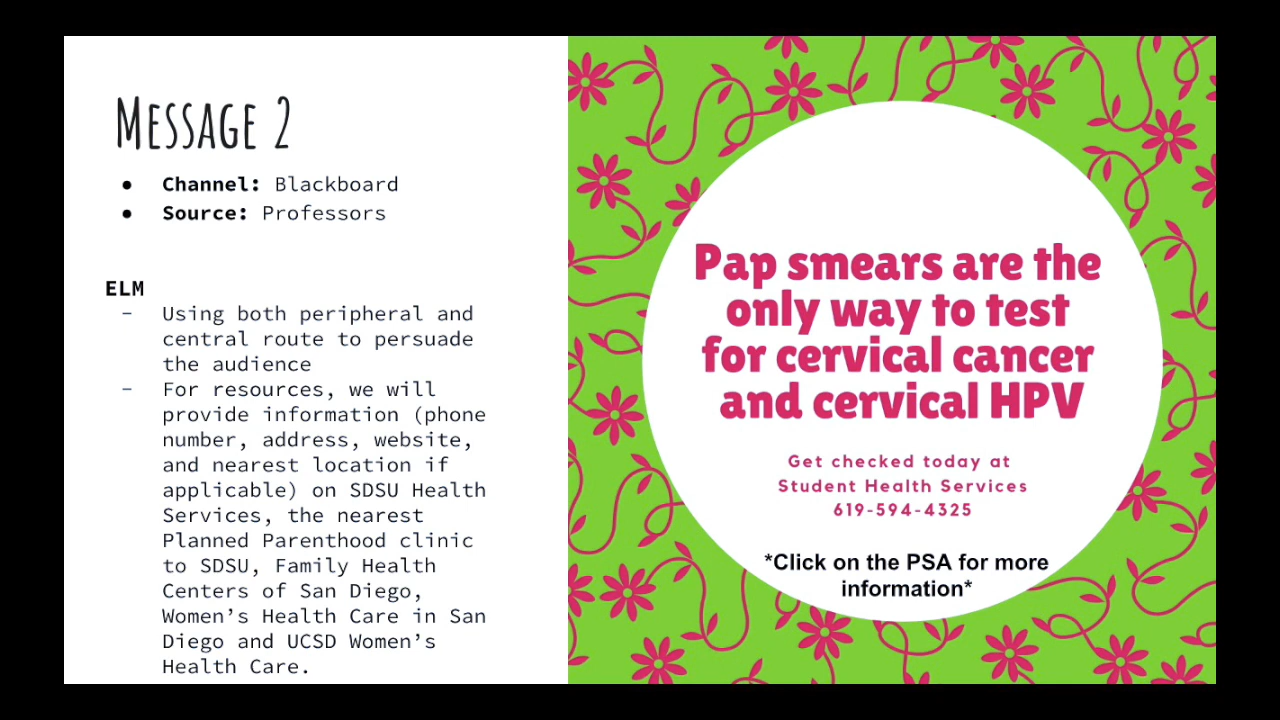 Message 2
● Channel: Blackboard
● Source: Professors
ELM
- Using both peripheral and
central route to persuade
the audience
- For resources, we will
provide information (phone
number, address, website,
and nearest location if
applicable) on SDSU Health
Services, the nearest
Planned Parenthood clinic
to SDSU, Family Health
Centers of San Diego,
Women's Health Care in San
Diego and UCSD Women's
Health Care.
Pap smears are the
only way to test
for cervical cancer
and cervical HPV
Get checked today at
Student Health Services
619-594-4325
*Click on the PSA for more
information*